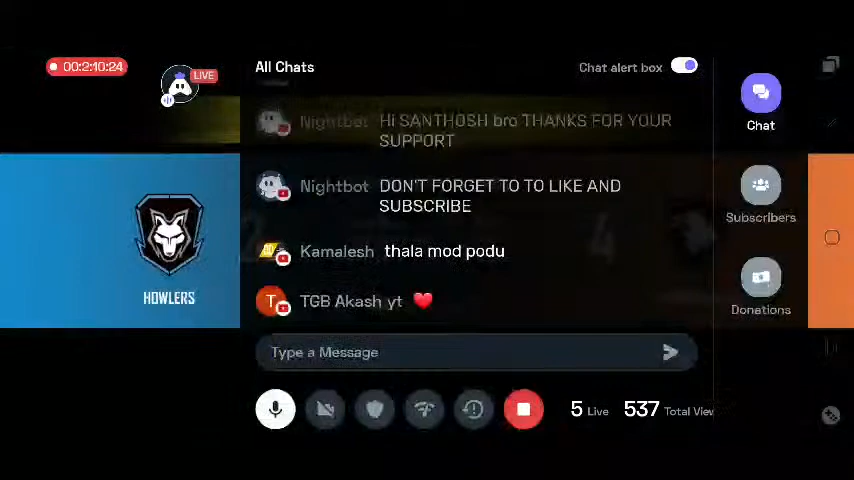 00:2:10:24
LIVE
All Chats
Chat alert box
Nightbot Hi SANTHOSH bro THANKS FOR YOUR
SUPPORT
Nightbot DON'T FORGET TO TO LIKE AND
SUBSCRIBE
Kamalesh thala mod podu
T TGB Akash yt ❤️
Type a Message
5 Live 537 Total View
Chat
Subscribers
Donations
HOWLERS
2
4